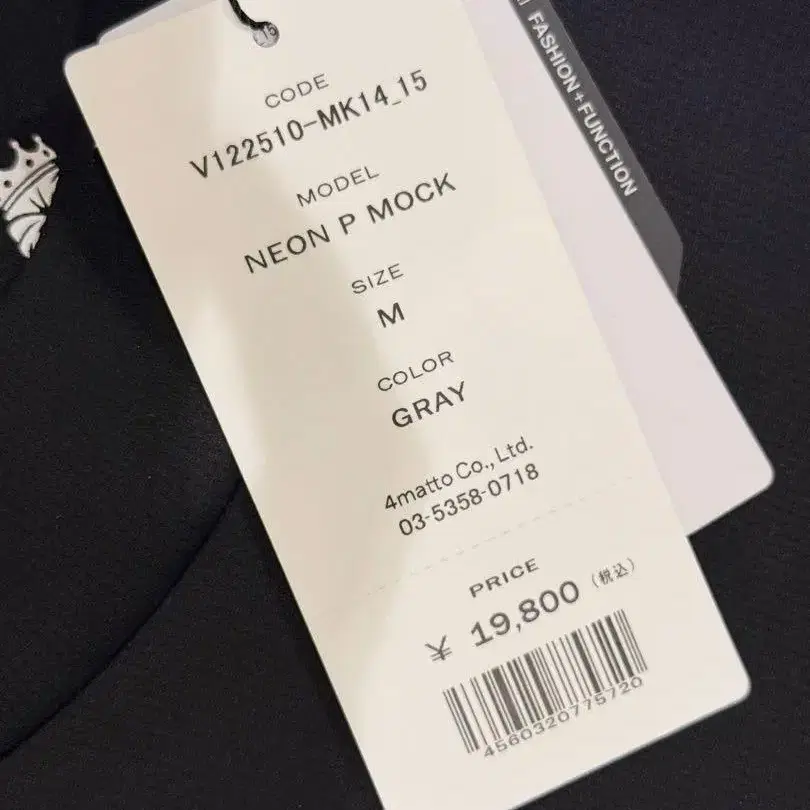 FASHION + FUNCTION
CODE
V122510-MK14_15
MODEL
NEON P MOCK
SIZE
M
COLOR
GRAY
4matto Co., Ltd.
03-5358-0718
PRICE
¥ 19,800 (税込)
4560320775720